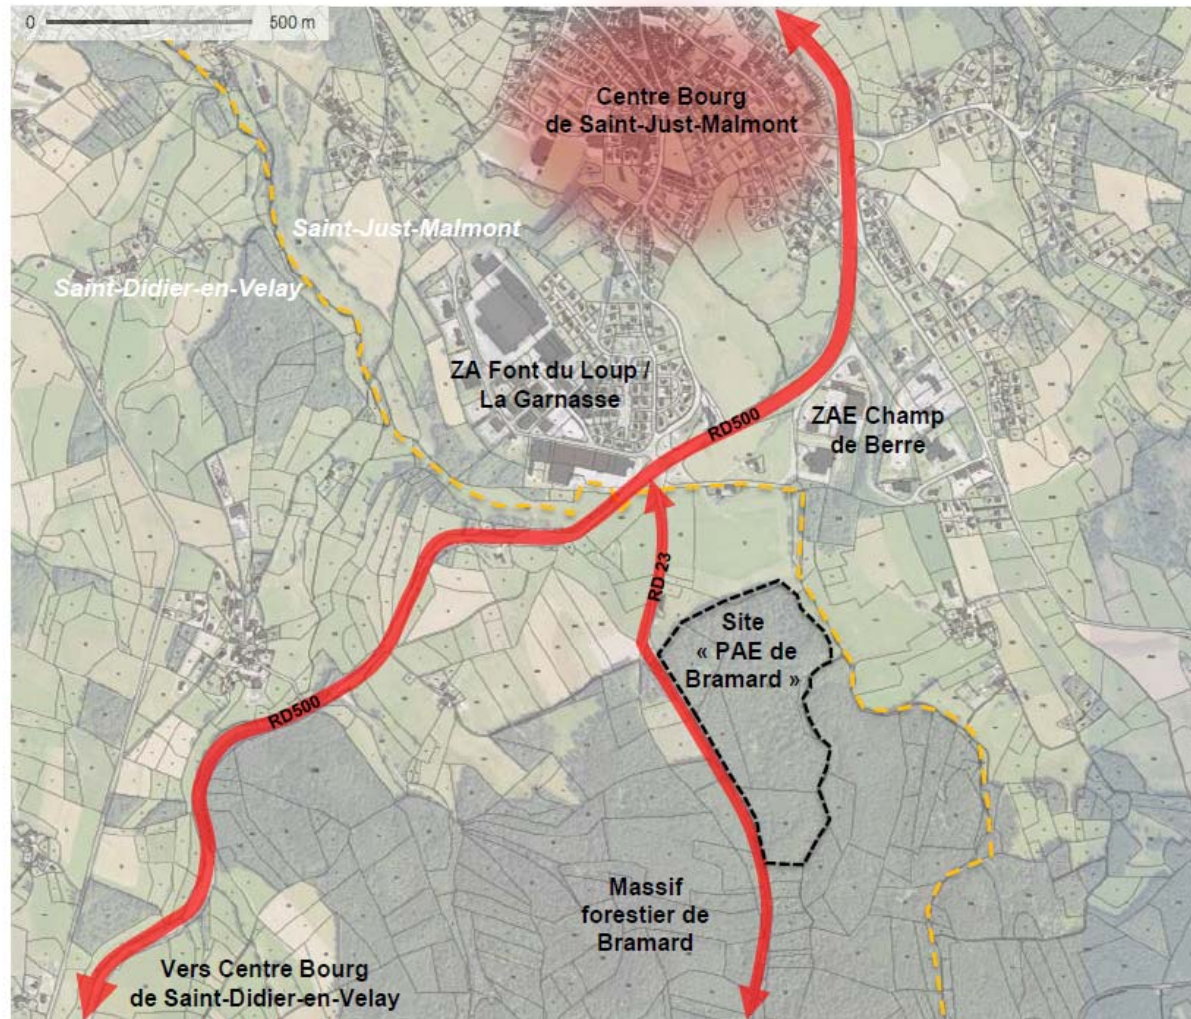 0 500 m
Centre Bourg
de Saint-Just-Malmont
Saint-Just-Malmont
Saint-Didier-en-Velay
ZA Font du Loup /
La Garnasse
RD500
ZAE Champ
de Berre
RD 23
Site
« PAE de
Bramard »
RD500
Massif
forestier de
Bramard
Vers Centre Bourg
de Saint-Didier-en-Velay